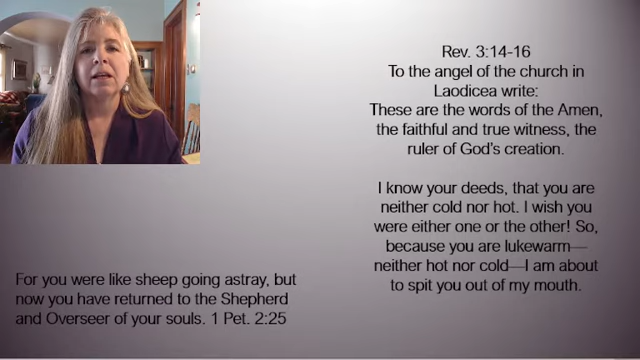 Rev. 3:14-16
To the angel of the church in
Laodicea write:
These are the words of the Amen,
the faithful and true witness, the
ruler of God's creation.
I know your deeds, that you are
neither cold nor hot. I wish you
were either one or the other! So,
because you are lukewarm—
neither hot nor cold—I am about
to spit you out of my mouth.
For you were like sheep going astray, but
now you have returned to the Shepherd
and Overseer of your souls. 1 Pet. 2:25